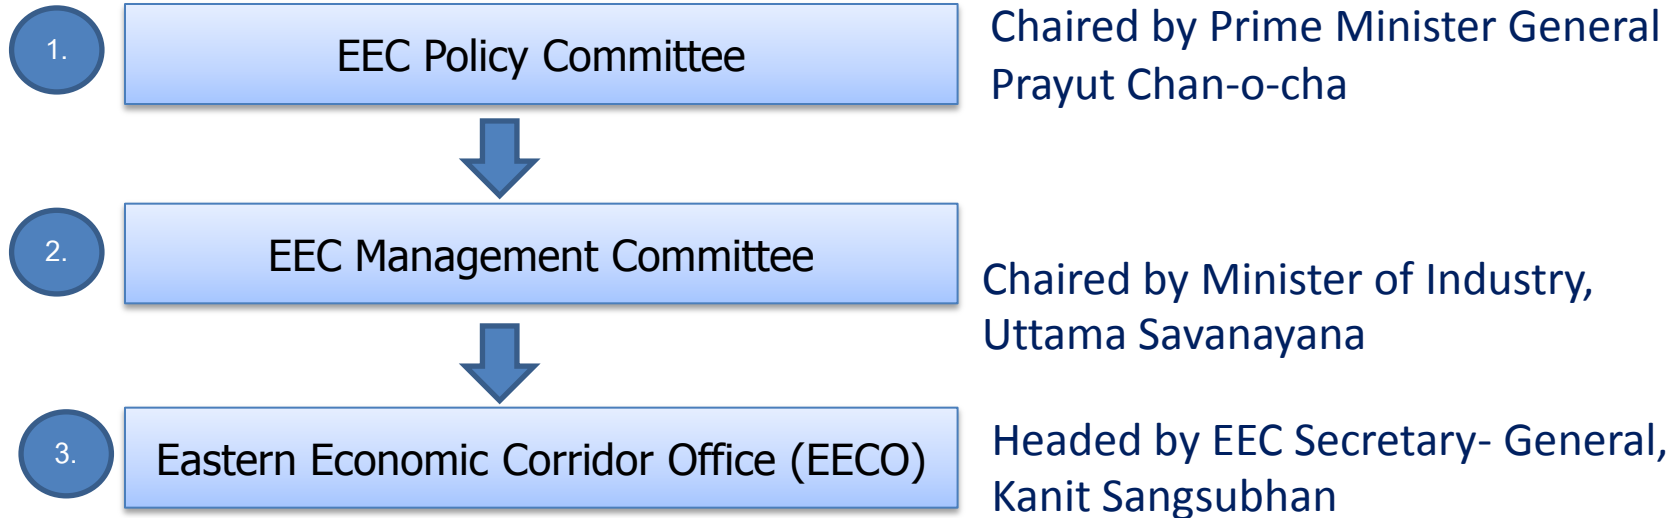 1.
EEC Policy Committee
Chaired by Prime Minister General
Prayut Chan-o-cha
2.
EEC Management Committee
Chaired by Minister of Industry,
Uttama Savanayana
3.
Eastern Economic Corridor Office (EECO)
Headed by EEC Secretary- General,
Kanit Sangsubhan